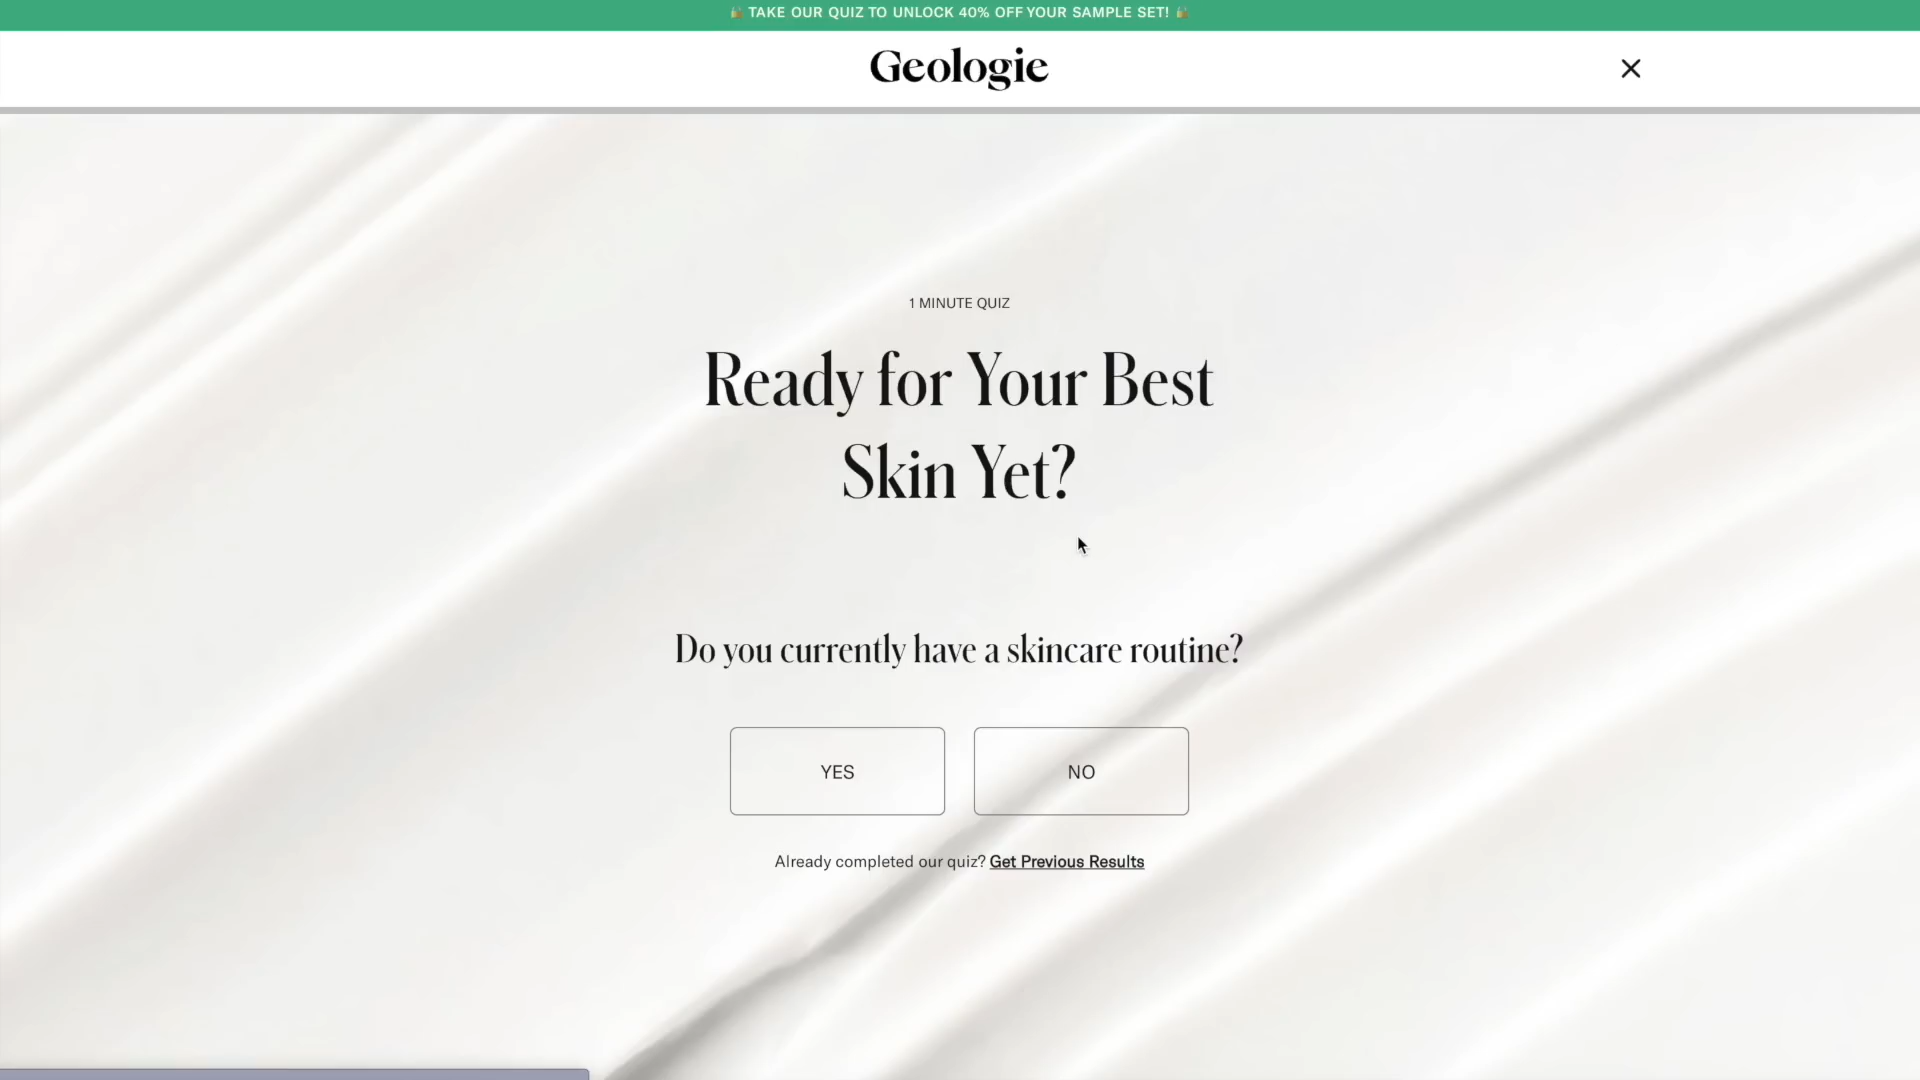 TAKE OUR QUIZ TO UNLOCK 40% OFF YOUR SAMPLE SET!
Geologie
1 MINUTE QUIZ
Ready for Your Best
Skin Yet?
Do you currently have a skincare routine?
YES
NO
Already completed our quiz? Get Previous Results